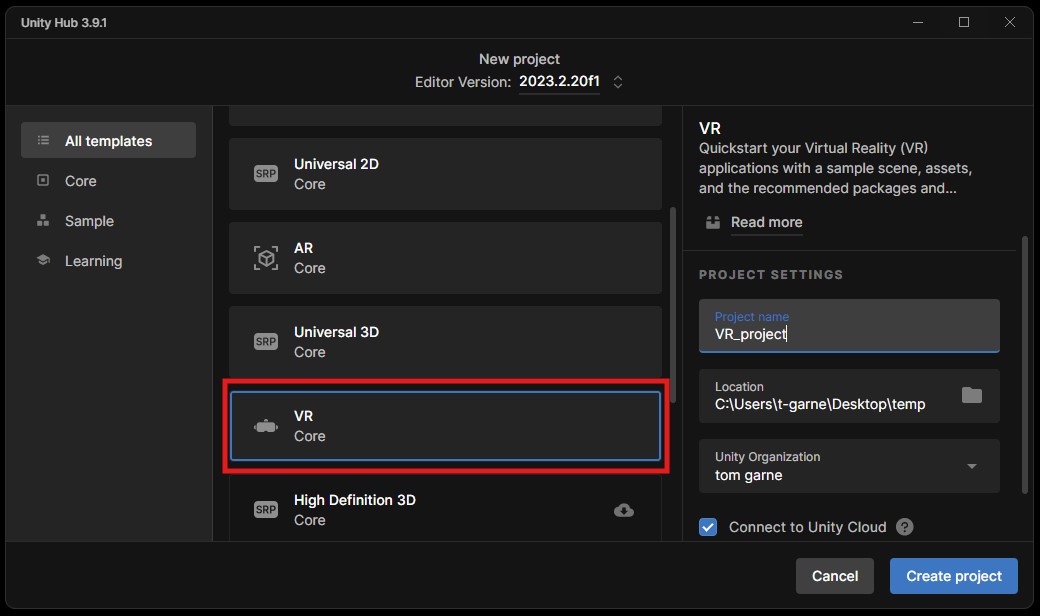 Unity Hub 3.9.1
New project
Editor Version: 2023.2.20f1
All templates
Core
Sample
Learning
SRP
Universal 2D
Core
AR
Core
SRP
Universal 3D
Core
VR
Core
SRP
High Definition 3D
Core
VR
Quickstart your Virtual Reality (VR)
applications with a sample scene, assets,
and the recommended packages and...
Read more
PROJECT SETTINGS
Project name
VR_project
Location
C:\Users\t-garne\Desktop\temp
Unity Organization
tom garne
Connect to Unity Cloud ?
Cancel
Create project